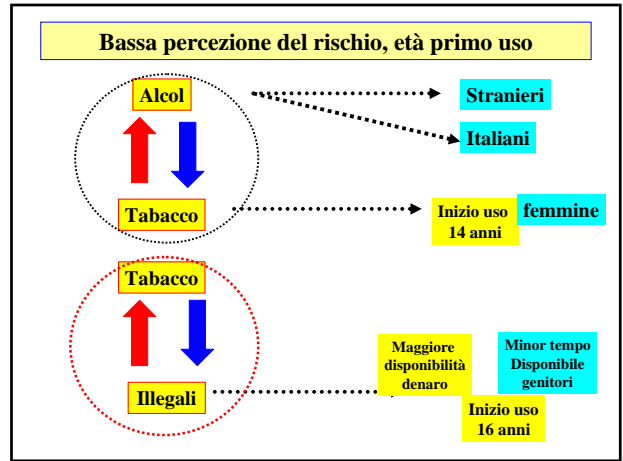 Bassa percezione del rischio, età primo uso
Alcol
Stranieri
Italiani
Tabacco
Inizio uso
14 anni
femmine
Tabacco
Illegali
Maggiore
disponibilità
denaro
Minor tempo
Disponibile
genitori
Inizio uso
16 anni